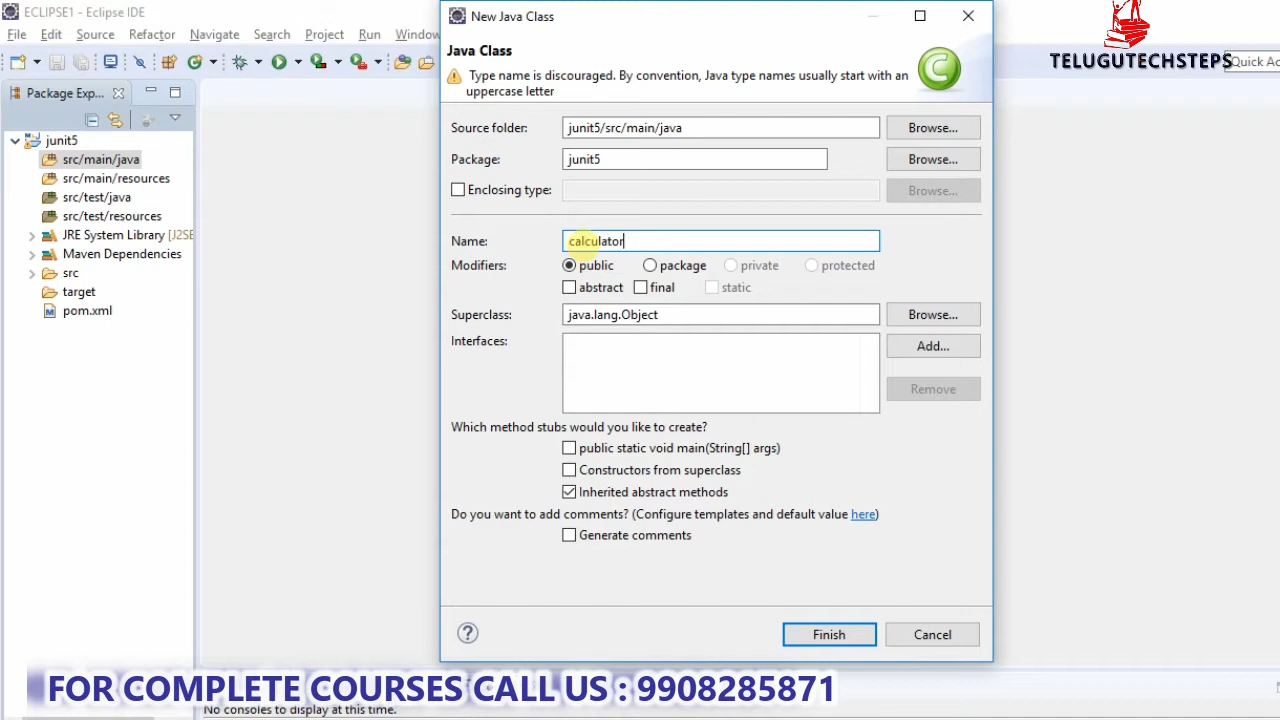 ECLIPSE1 - Eclipse IDE
File Edit Source Refactor Navigate Search Project Run Window
Package Exp...
junit5
src/main/java
src/main/resources
src/test/java
src/test/resources
JRE System Library [J2SE
Maven Dependencies
src
target
pom.xml
New Java Class
Java Class
Type name is discouraged. By convention, Java type names usually start with an
uppercase letter
C
Source folder: junit5/src/main/java Browse...
Package: junit5 Browse...
Enclosing type: Browse...
Name: calculator
Modifiers: public package private protected
abstract final static
Superclass: java.lang.Object Browse...
Interfaces: Add...
Remove
Which method stubs would you like to create?
public static void main(String[] args)
Constructors from superclass
Inherited abstract methods
Do you want to add comments? (Configure templates and default value here)
Generate comments
? Finish Cancel
TELUGUTECHSTEPS
Quick Ac
FOR COMPLETE COURSES CALL US : 9908285871
No consoles to display at this time.